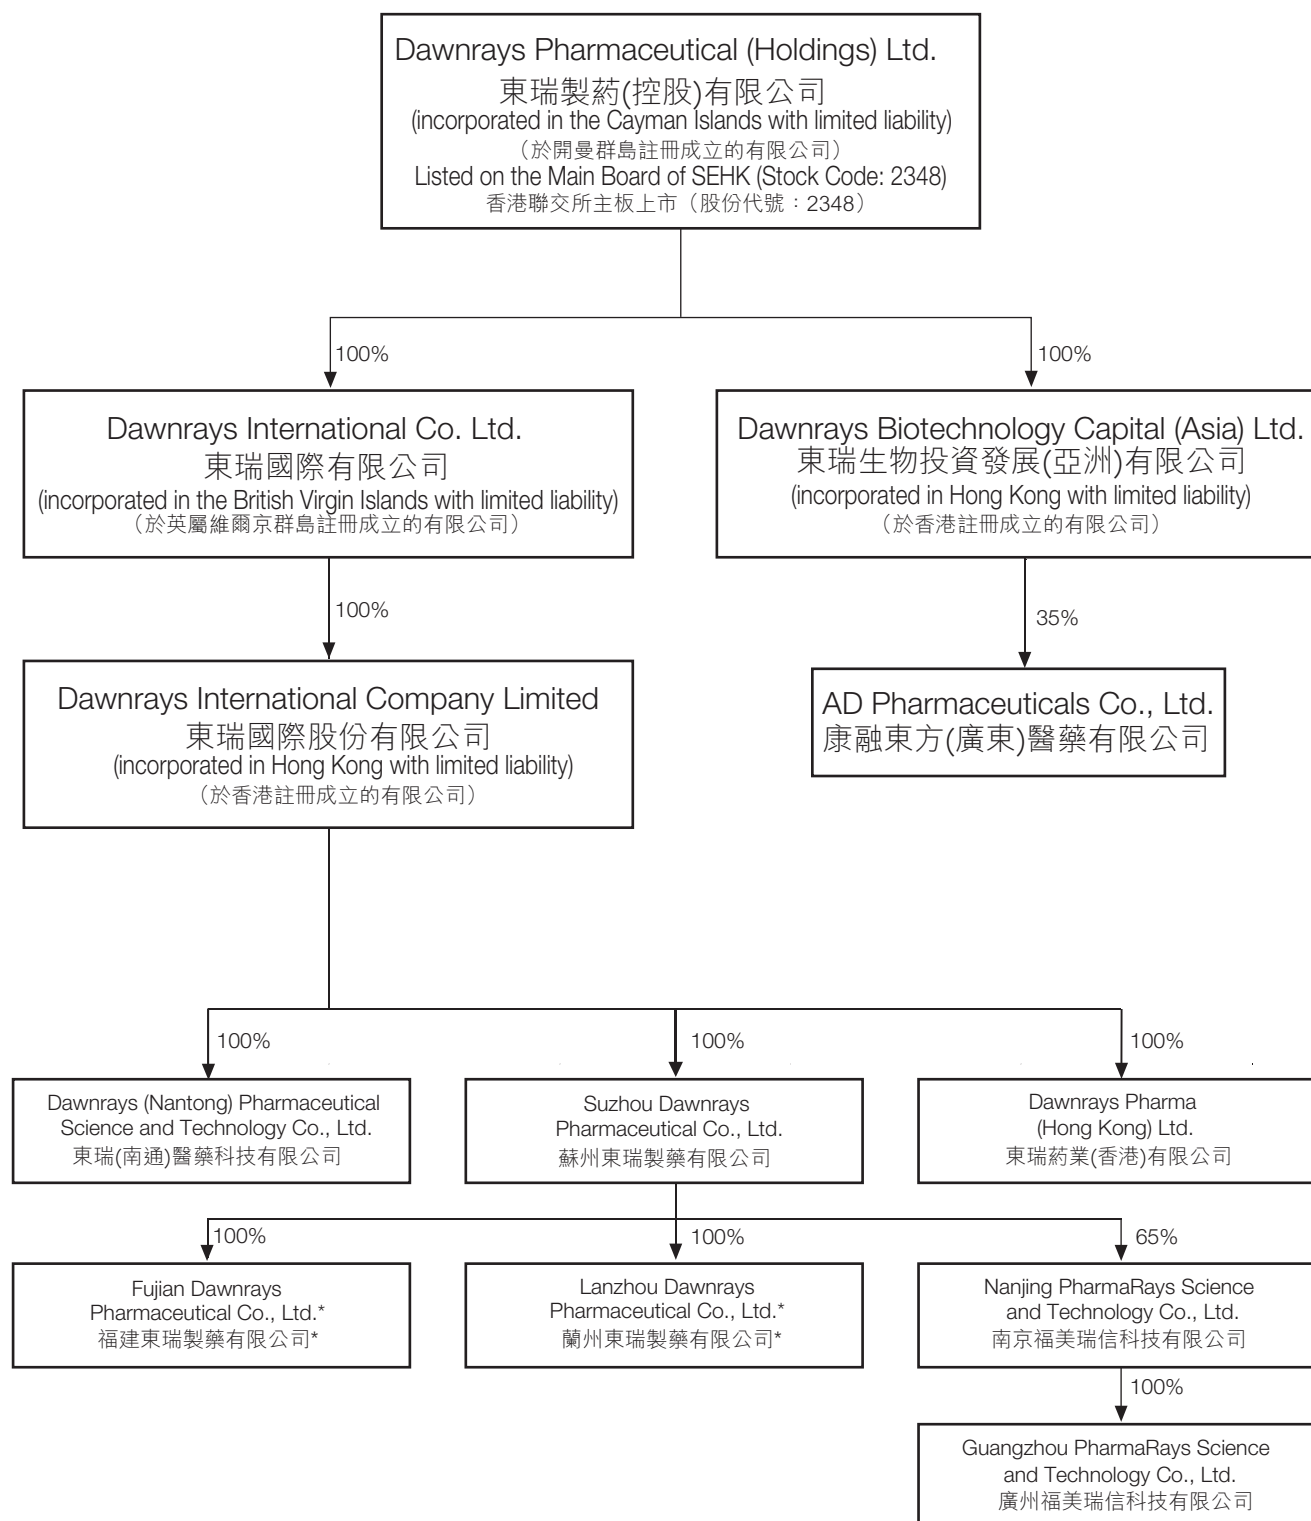 Dawnrays Pharmaceutical (Holdings) Ltd.
東瑞製葯(控股)有限公司
(incorporated in the Cayman Islands with limited liability)
（於開曼群島註冊成立的有限公司）
Listed on the Main Board of SEHK (Stock Code: 2348)
香港聯交所主板上市（股份代號：2348）
100%
100%
Dawnrays International Co. Ltd.
東瑞國際有限公司
(incorporated in the British Virgin Islands with limited liability)
（於英屬維爾京群島註冊成立的有限公司）
Dawnrays Biotechnology Capital (Asia) Ltd.
東瑞生物投資發展(亞洲)有限公司
(incorporated in Hong Kong with limited liability)
（於香港註冊成立的有限公司）
100%
35%
Dawnrays International Company Limited
東瑞國際股份有限公司
(incorporated in Hong Kong with limited liability)
（於香港註冊成立的有限公司）
AD Pharmaceuticals Co., Ltd.
康融東方(廣東)醫藥有限公司
100%
100%
100%
Dawnrays (Nantong) Pharmaceutical
Science and Technology Co., Ltd.
東瑞(南通)醫藥科技有限公司
Suzhou Dawnrays
Pharmaceutical Co., Ltd.
蘇州東瑞製藥有限公司
Dawnrays Pharma
(Hong Kong) Ltd.
東瑞葯業(香港)有限公司
100%
100%
65%
Fujian Dawnrays
Pharmaceutical Co., Ltd.*
福建東瑞製藥有限公司*
Lanzhou Dawnrays
Pharmaceutical Co., Ltd.*
蘭州東瑞製藥有限公司*
Nanjing PharmaRays Science
and Technology Co., Ltd.
南京福美瑞信科技有限公司
100%
Guangzhou PharmaRays Science
and Technology Co., Ltd.
廣州福美瑞信科技有限公司